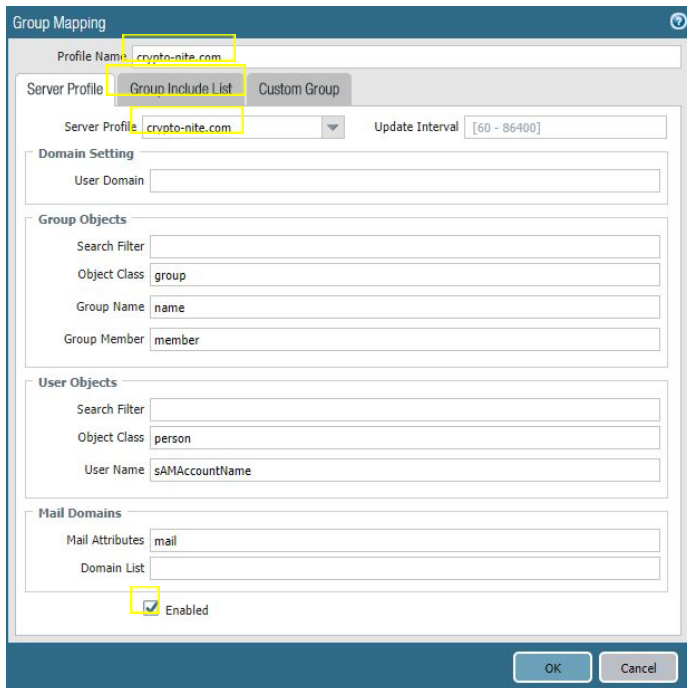 Group Mapping
Profile Name crypto-nite.com
Server Profile Group Include List Custom Group
Server Profile crypto-nite.com Update Interval [60 - 86400]
Domain Setting
User Domain
Group Objects
Search Filter
Object Class group
Group Name name
Group Member member
User Objects
Search Filter
Object Class person
User Name sAMAccountName
Mail Domains
Mail Attributes mail
Domain List
Enabled
OK Cancel